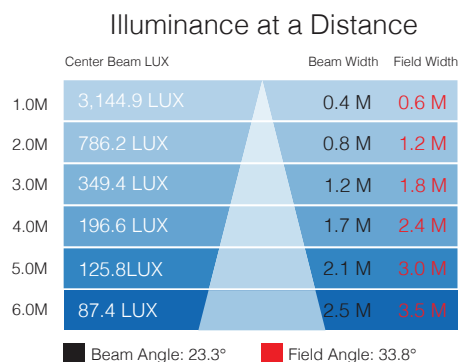 Illuminance at a Distance
Center Beam LUX Beam Width Field Width
1.0M 3,144.9 LUX 0.4 M 0.6 M
2.0M 786.2 LUX 0.8 M 1.2 M
3.0M 349.4 LUX 1.2 M 1.8 M
4.0M 196.6 LUX 1.7 M 2.4 M
5.0M 125.8LUX 2.1 M 3.0 M
6.0M 87.4 LUX 2.5 M 3.5 M
Beam Angle: 23.3° Field Angle: 33.8°